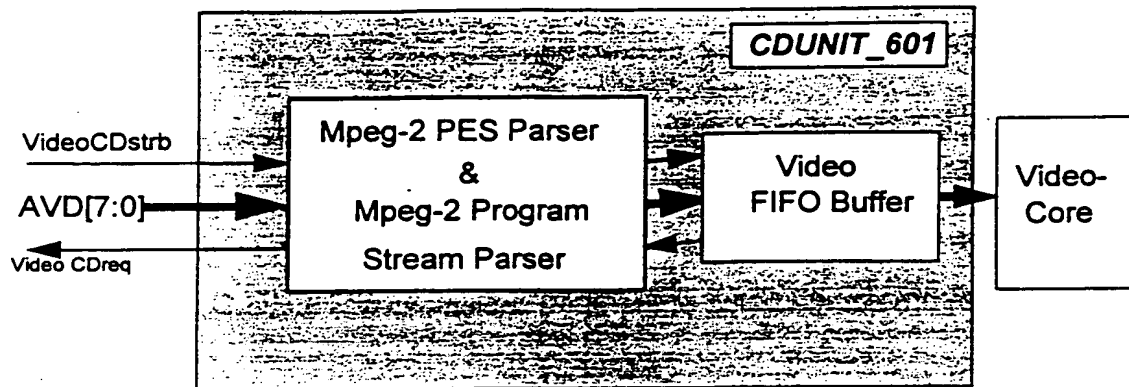 CDUNIT_601
VideoCDstrb
AVD[7:0]
Video CDreq
Mpeg-2 PES Parser
&
Mpeg-2 Program
Stream Parser
Video
FIFO Buffer
Video-
Core